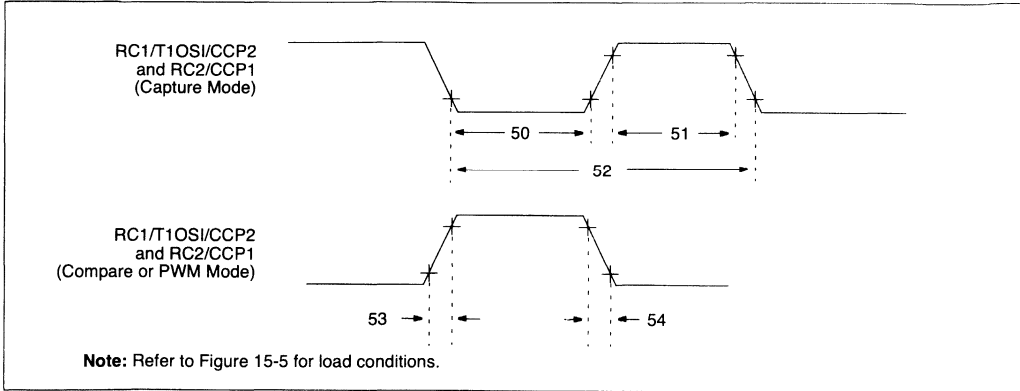 RC1/T1OSI/CCP2
and RC2/CCP1
(Capture Mode)
50
51
52
RC1/T1OSI/CCP2
and RC2/CCP1
(Compare or PWM Mode)
53
54
Note: Refer to Figure 15-5 for load conditions.